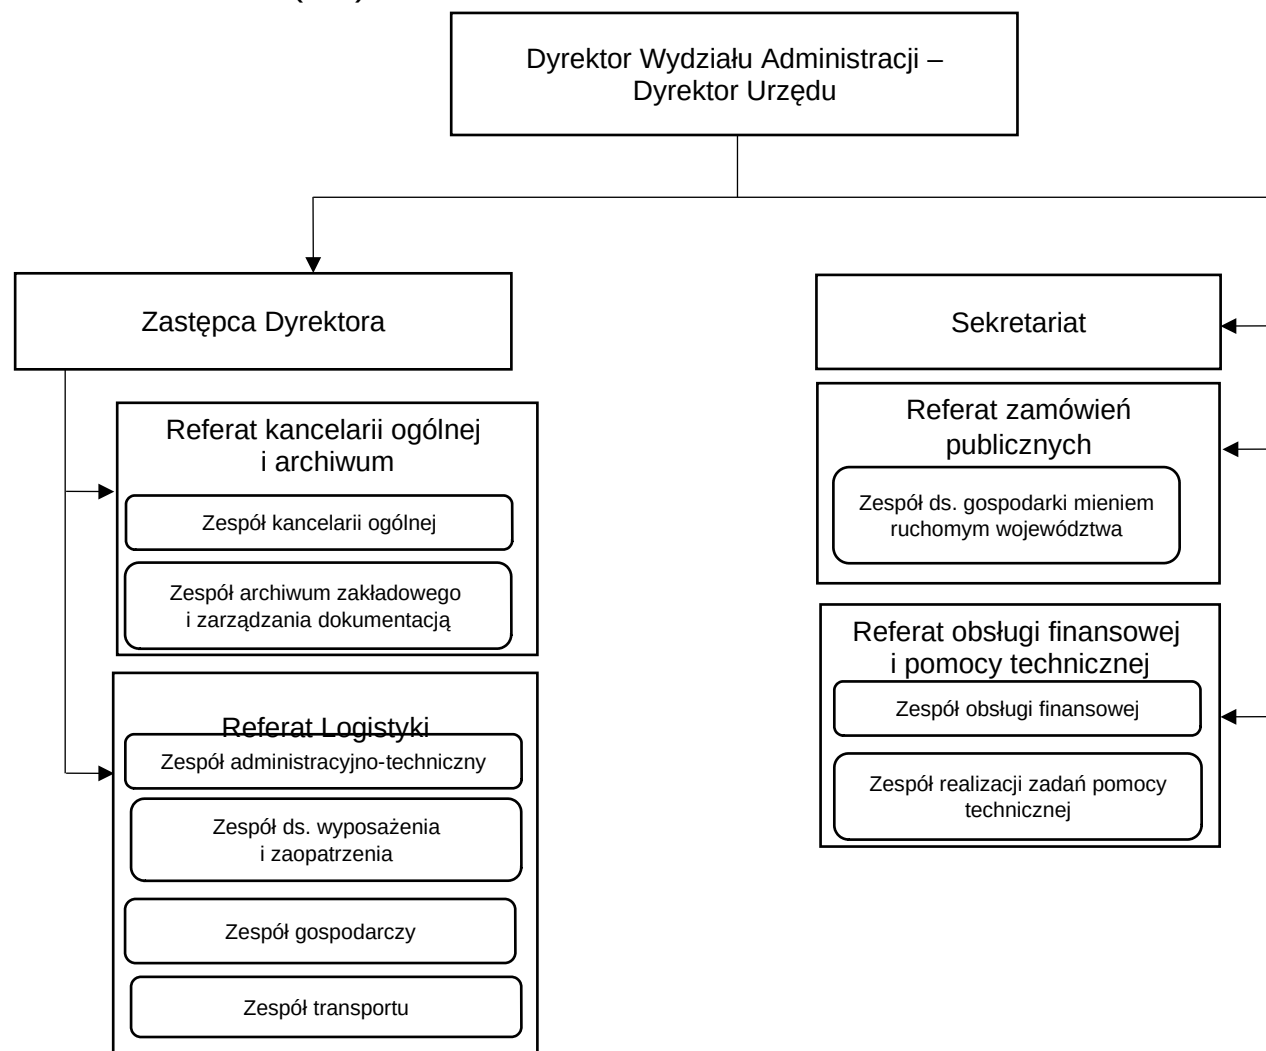 Dyrektor Wydziału Administracji –
Dyrektor Urzędu
Zastępca Dyrektora
Referat kancelarii ogólnej
i archiwum
Zespół kancelarii ogólnej
Zespół archiwum zakładowego
i zarządzania dokumentacją
Referat Logistyki
Zespół administracyjno-techniczny
Zespół ds. wyposażenia
i zaopatrzenia
Zespół gospodarczy
Zespół transportu
Sekretariat
Referat zamówień
publicznych
Zespół ds. gospodarki mieniem
ruchomym województwa
Referat obsługi finansowej
i pomocy technicznej
Zespół obsługi finansowej
Zespół realizacji zadań pomocy
technicznej